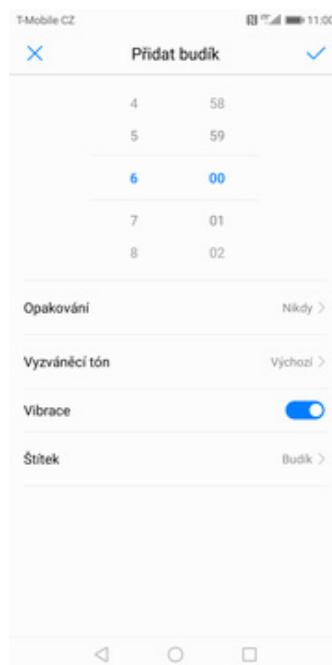 T-Mobile CZ 11:00
Přidat budík
4 58
5 59
6 00
7 01
8 02
Opakování Nikdy
Vyzváněcí tón Výchozí
Vibrace
Štítek Budík